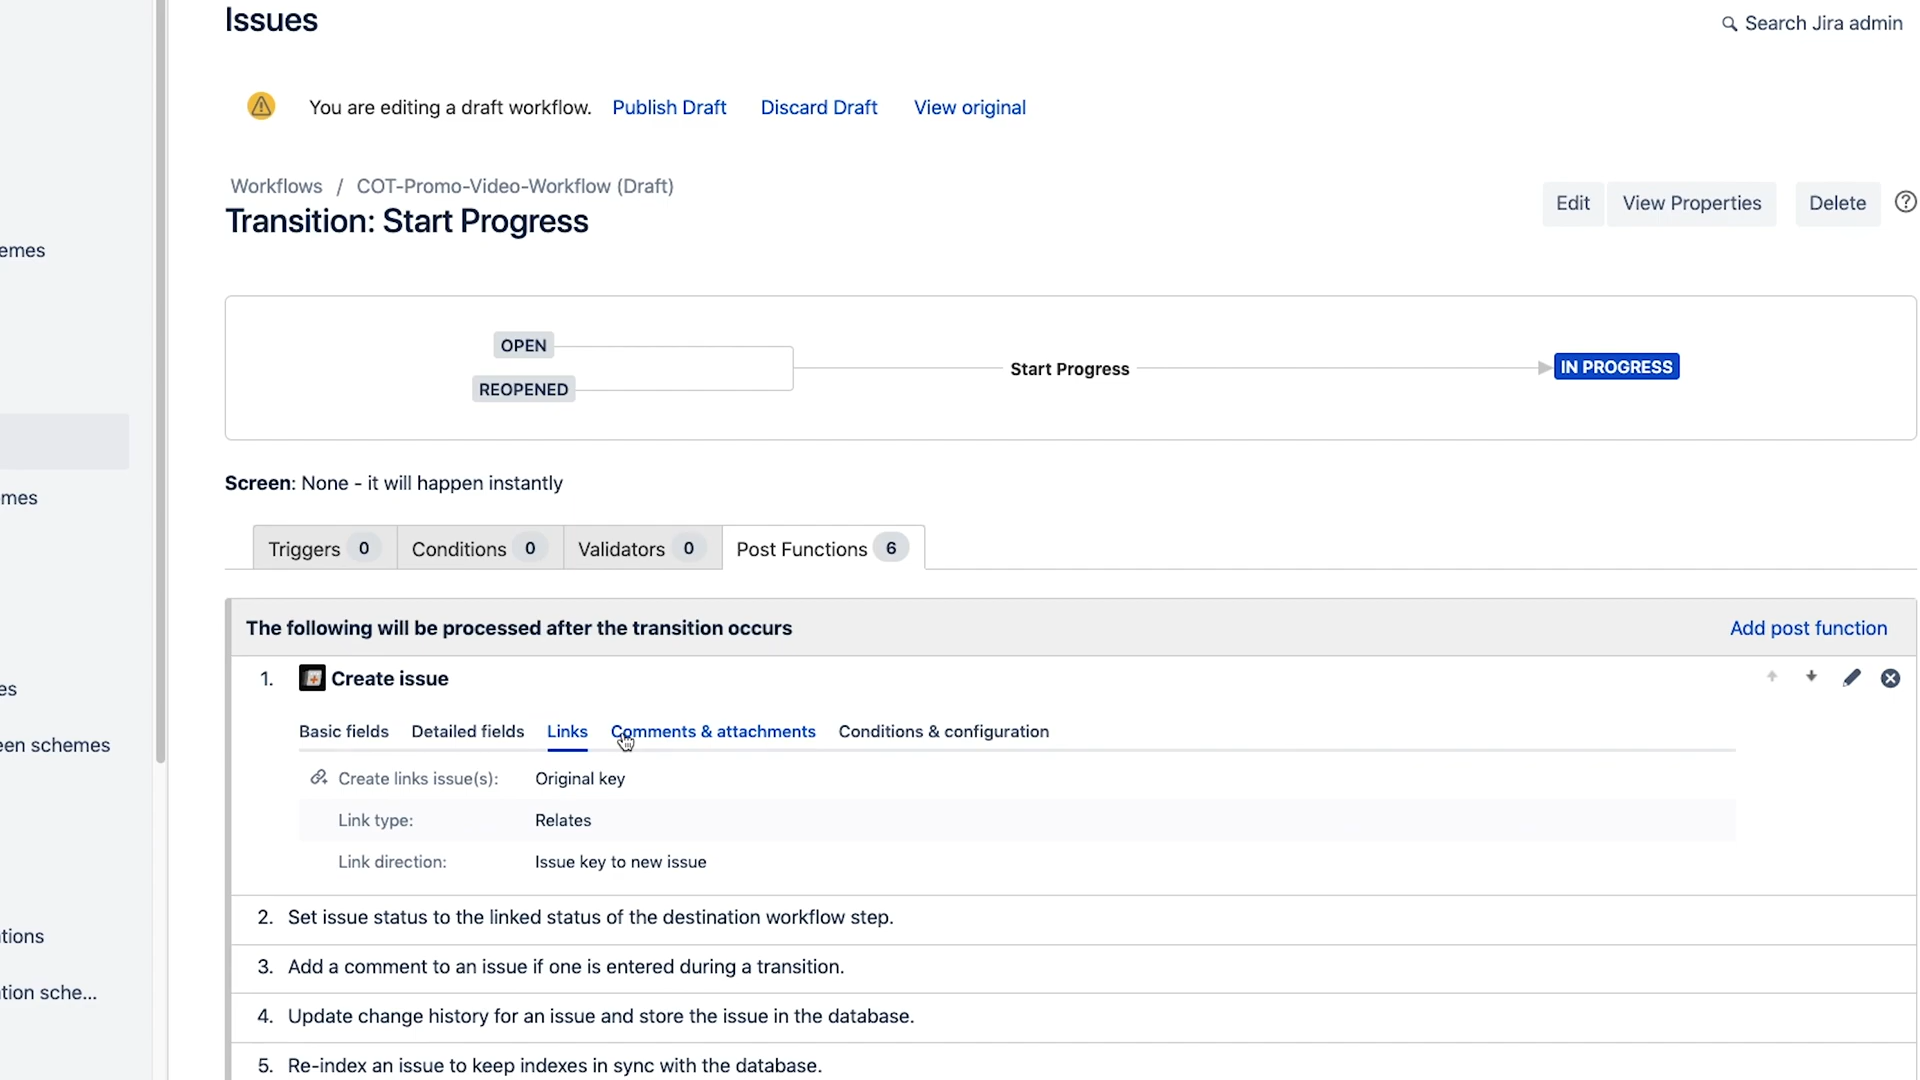 Issues
Search Jira admin
You are editing a draft workflow. Publish Draft Discard Draft View original
Workflows / COT-Promo-Video-Workflow (Draft)
Transition: Start Progress
Edit View Properties Delete ?
emes
OPEN
REOPENED
Start Progress
IN PROGRESS
mes
Screen: None - it will happen instantly
Triggers 0 Conditions 0 Validators 0 Post Functions 6
The following will be processed after the transition occurs
Add post function
1. Create issue
es
een schemes
Basic fields Detailed fields Links Comments & attachments Conditions & configuration
Create links issue(s): Original key
Link type: Relates
Link direction: Issue key to new issue
2. Set issue status to the linked status of the destination workflow step.
tions
3. Add a comment to an issue if one is entered during a transition.
tion sche...
4. Update change history for an issue and store the issue in the database.
5. Re-index an issue to keep indexes in sync with the database.